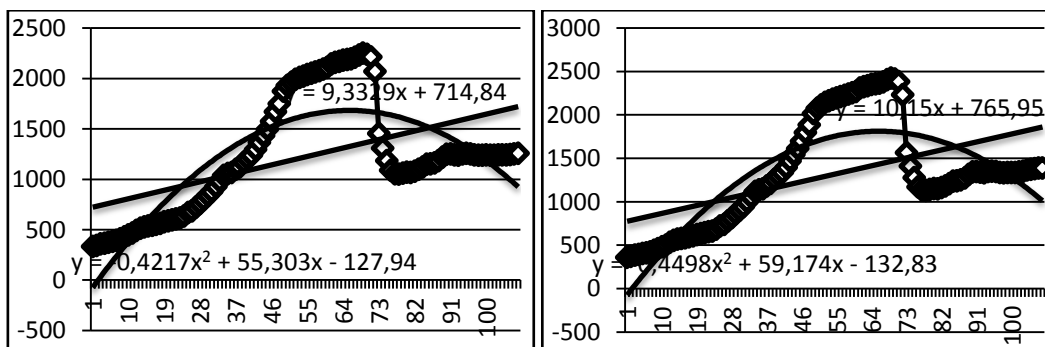 2500
2000
1500
1000
500
0
-500
= 9,3329x + 714,84
y = -0,4217x² + 55,303x - 127,94
1 10 19 28 37 46 55 64 73 82 91 100
3000
2500
2000
1500
1000
500
0
-500
y = 10,15x + 765,95
y = -0,4498x² + 59,174x - 132,83
1 10 19 28 37 46 55 64 73 82 91 100